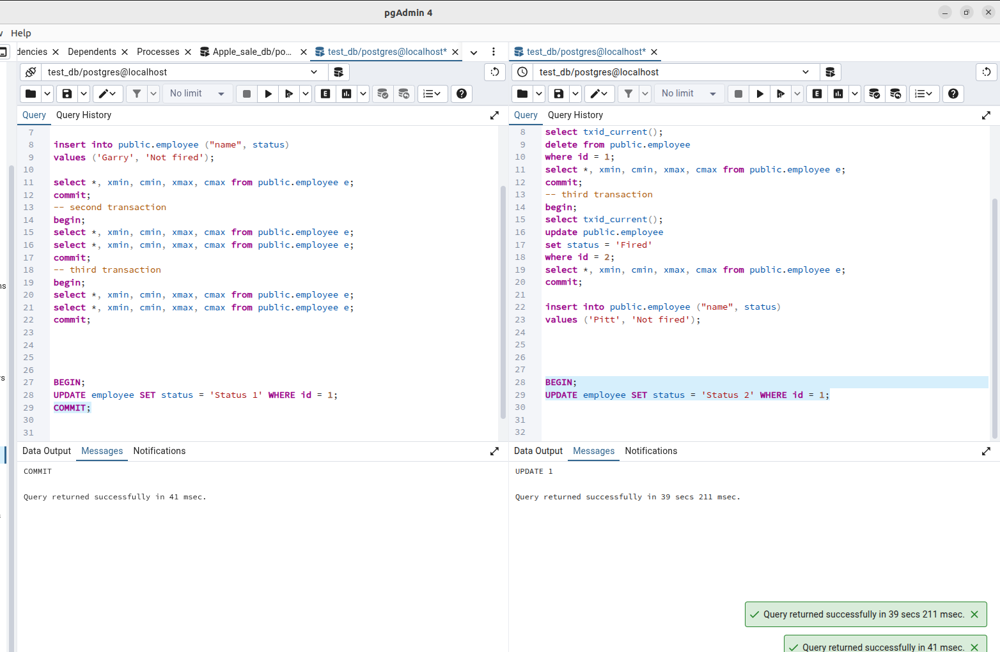 pgAdmin 4
Help
dencies Dependents Processes Apple_sale_db/po... test_db/postgres@localhost*
test_db/postgres@localhost
No limit
E
Query Query History
7
8 insert into public.employee ("name", status)
9 values ('Garry', 'Not fired');
10
11 select *, xmin, cmin, xmax, cmax from public.employee e;
12 commit;
13 -- second transaction
14 begin;
15 select *, xmin, cmin, xmax, cmax from public.employee e;
16 select *, xmin, cmin, xmax, cmax from public.employee e;
17 commit;
18 -- third transaction
19 begin;
20 select *, xmin, cmin, xmax, cmax from public.employee e;
21 select *, xmin, cmin, xmax, cmax from public.employee e;
22 commit;
23
24
25
26
27 BEGIN;
28 UPDATE employee SET status = 'Status 1' WHERE id = 1;
29 COMMIT;
30
31
Data Output Messages Notifications
COMMIT
Query returned successfully in 41 msec.
test_db/postgres@localhost*
test_db/postgres@localhost
No limit
E
Query Query History
8 select txid_current();
9 delete from public.employee
10 where id = 1;
11 select *, xmin, cmin, xmax, cmax from public.employee e;
12 commit;
13 -- third transaction
14 begin;
15 select txid_current();
16 update public.employee
17 set status = 'Fired'
18 where id = 2;
19 select *, xmin, cmin, xmax, cmax from public.employee e;
20 commit;
21
22 insert into public.employee ("name", status)
23 values ('Pitt', 'Not fired');
24
25
26
27
28 BEGIN;
29 UPDATE employee SET status = 'Status 2' WHERE id = 1;
30
31
32
Data Output Messages Notifications
UPDATE 1
Query returned successfully in 39 secs 211 msec.
Query returned successfully in 39 secs 211 msec.
Query returned successfully in 41 msec.